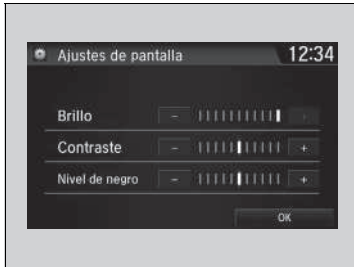 Ajustes de pantalla 12:34
Brillo - +
Contraste - +
Nivel de negro - +
OK